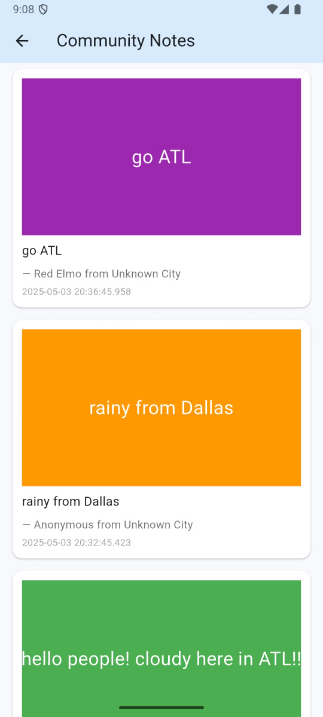 9:08
Community Notes
go ATL
go ATL
— Red Elmo from Unknown City
2025-05-03 20:36:45.958
rainy from Dallas
rainy from Dallas
— Anonymous from Unknown City
2025-05-03 20:32:45.423
hello people! cloudy here in ATL!!